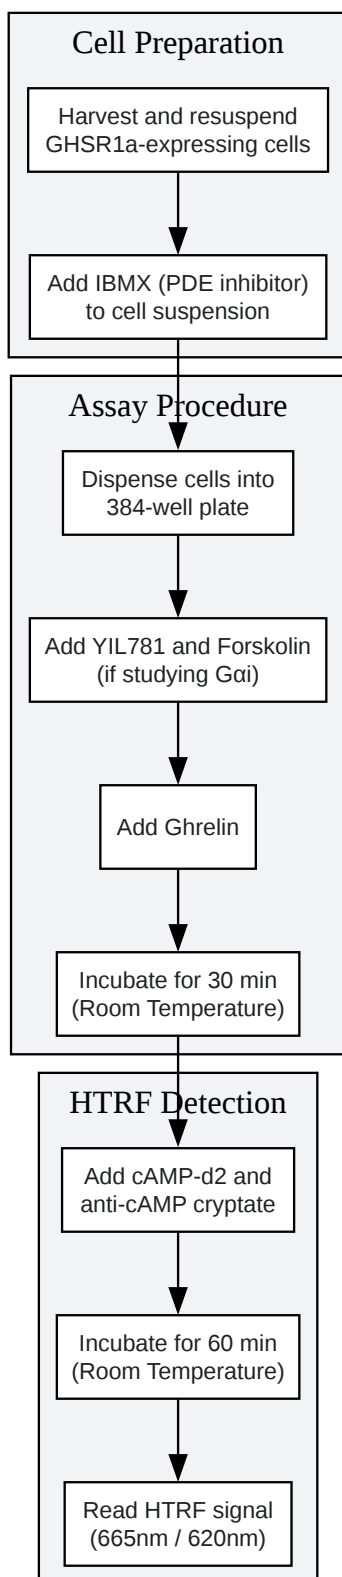 Cell Preparation
Harvest and resuspend
GHSR1a-expressing cells
Add IBMX (PDE inhibitor)
to cell suspension
Assay Procedure
Dispense cells into
384-well plate
Add YIL781 and Forskolin
(if studying Gαi)
Add Ghrelin
Incubate for 30 min
(Room Temperature)
HTRF Detection
Add cAMP-d2 and
anti-cAMP cryptate
Incubate for 60 min
(Room Temperature)
Read HTRF signal
(665nm / 620nm)